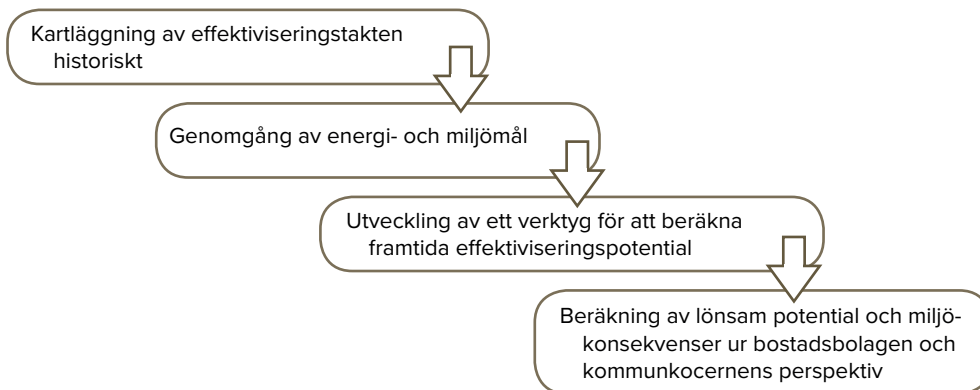 Kartläggning av effektiviseringstakten
historiskt
Genomgång av energi- och miljömål
Utveckling av ett verktyg för att beräkna
framtida effektiviseringspotential
Beräkning av lönsam potential och miljö-
konsekvenser ur bostadsbolagen och
kommunkocernens perspektiv